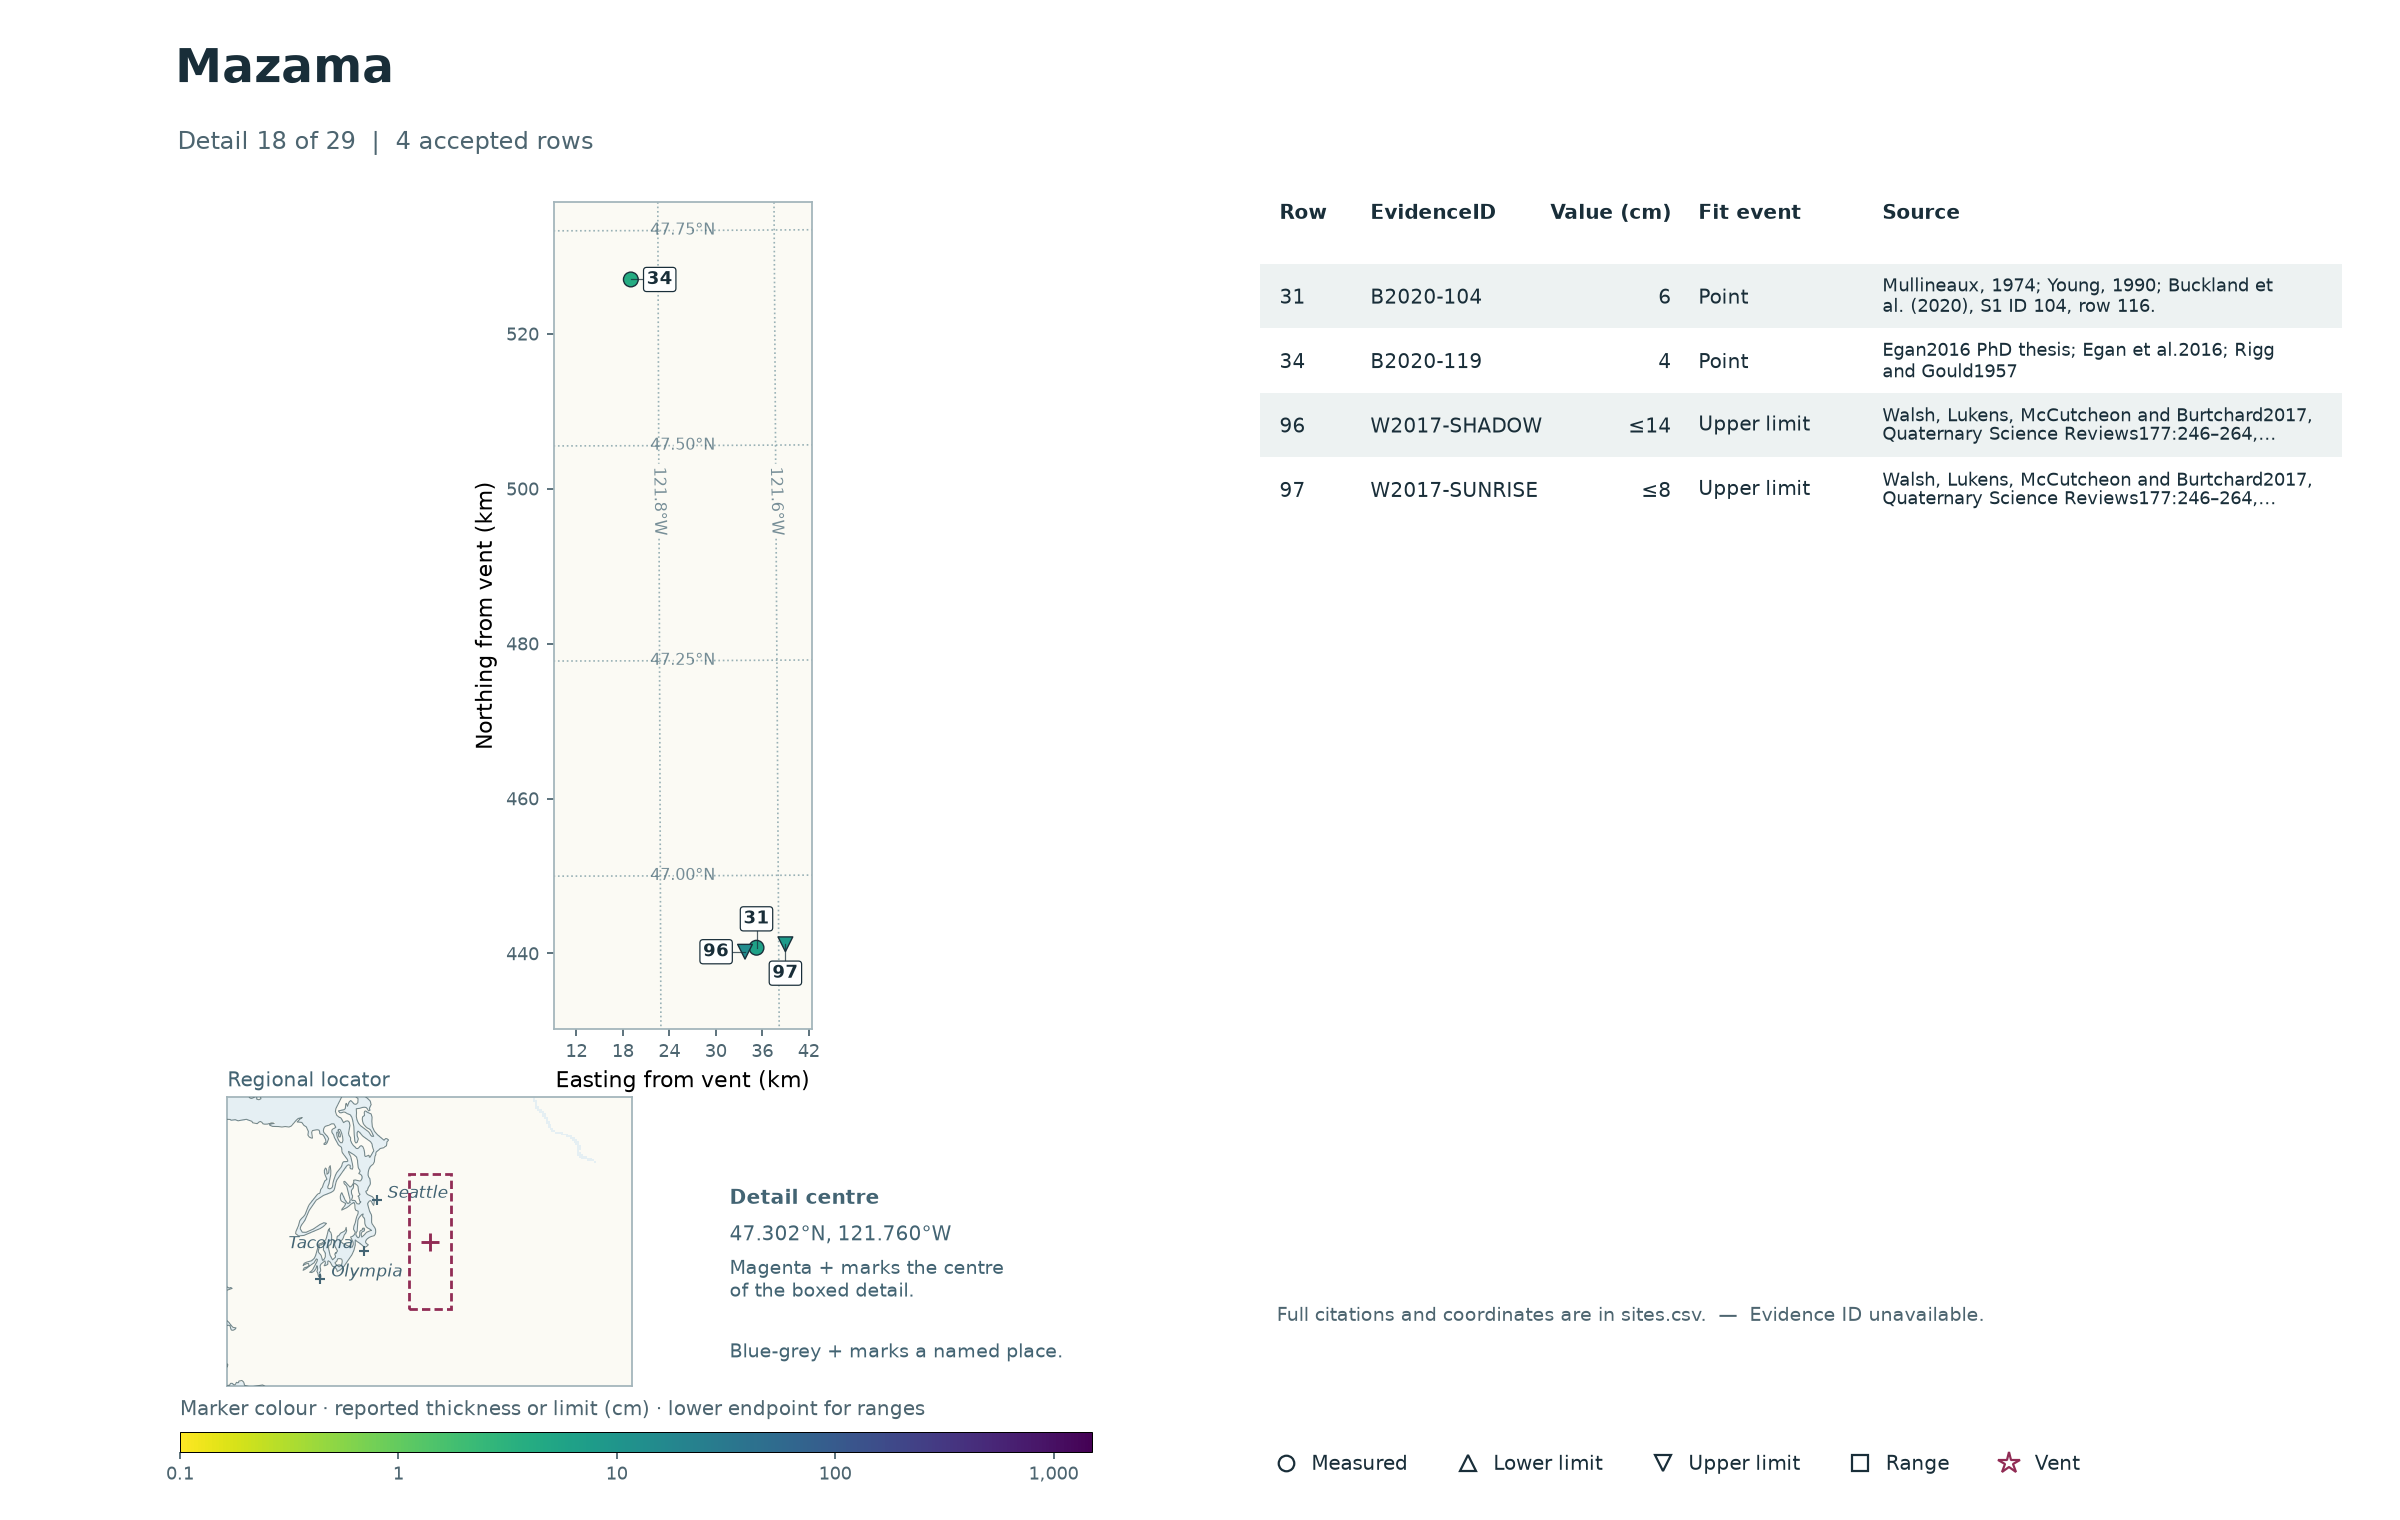 Mazama
Detail 18 of 29 | 4 accepted rows
47.75°N
34
520
47.50°N
121.8°W
121.6°W
500
Northing from vent (km)
480
47.25°N
460
47.00°N
31
96
97
440
12 18 24 30 36 42
Easting from vent (km)
Row EvidenceID Value (cm) Fit event Source
31 B2020-104 6 Point Mullineaux, 1974; Young, 1990; Buckland et
al. (2020), S1 ID 104, row 116.
34 B2020-119 4 Point Egan2016 PhD thesis; Egan et al.2016; Rigg
and Gould1957
96 W2017-SHADOW ≤14 Upper limit Walsh, Lukens, McCutcheon and Burtchard2017,
Quaternary Science Reviews177:246–264,…
97 W2017-SUNRISE ≤8 Upper limit Walsh, Lukens, McCutcheon and Burtchard2017,
Quaternary Science Reviews177:246–264,…
Regional locator
Seattle
Tacoma
Olympia
Detail centre
47.302°N, 121.760°W
Magenta + marks the centre
of the boxed detail.
Blue-grey + marks a named place.
Full citations and coordinates are in sites.csv. — Evidence ID unavailable.
Marker colour · reported thickness or limit (cm) · lower endpoint for ranges
0.1 1 10 100 1,000
Measured Lower limit Upper limit Range Vent